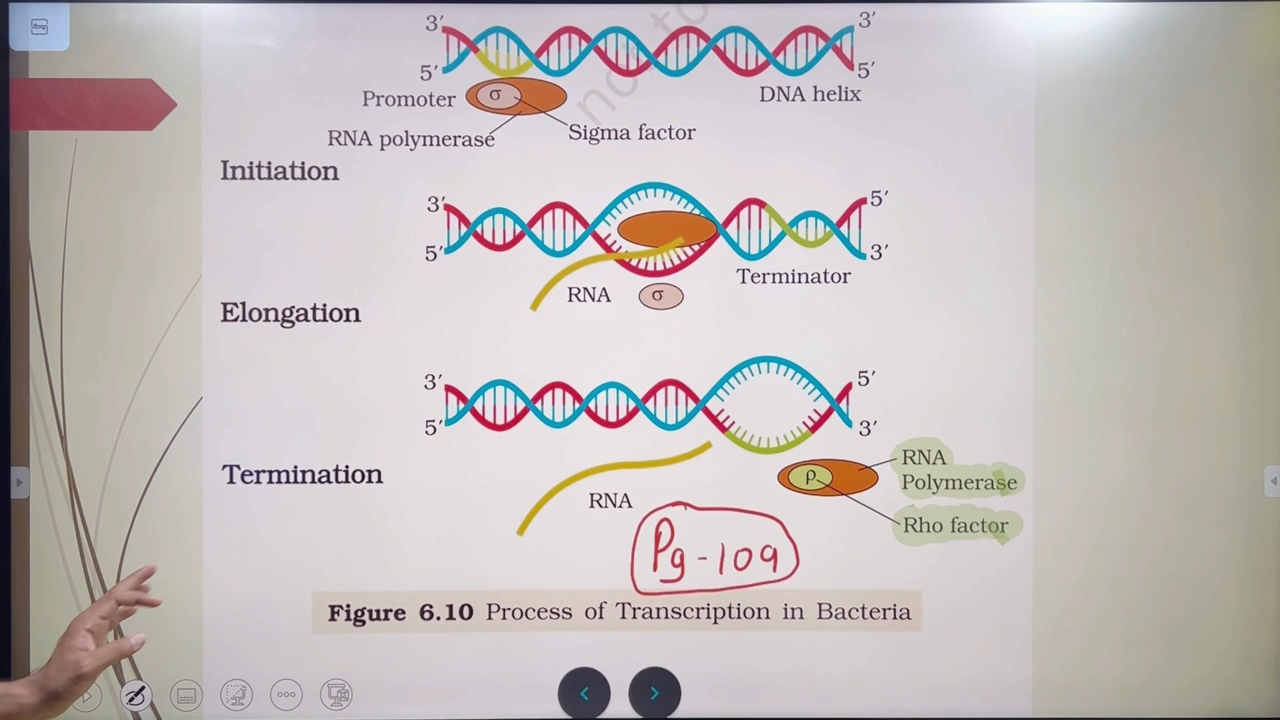 3′ 3′
5′ 5′
Promoter σ DNA helix
RNA polymerase Sigma factor
not to
Initiation
3′ 5′
5′ 3′
Terminator
RNA σ
Elongation
3′ 5′
5′ 3′
RNA
Polymerase
ρ
Termination
RNA
Rho factor
Pg-109
Figure 6.10 Process of Transcription in Bacteria